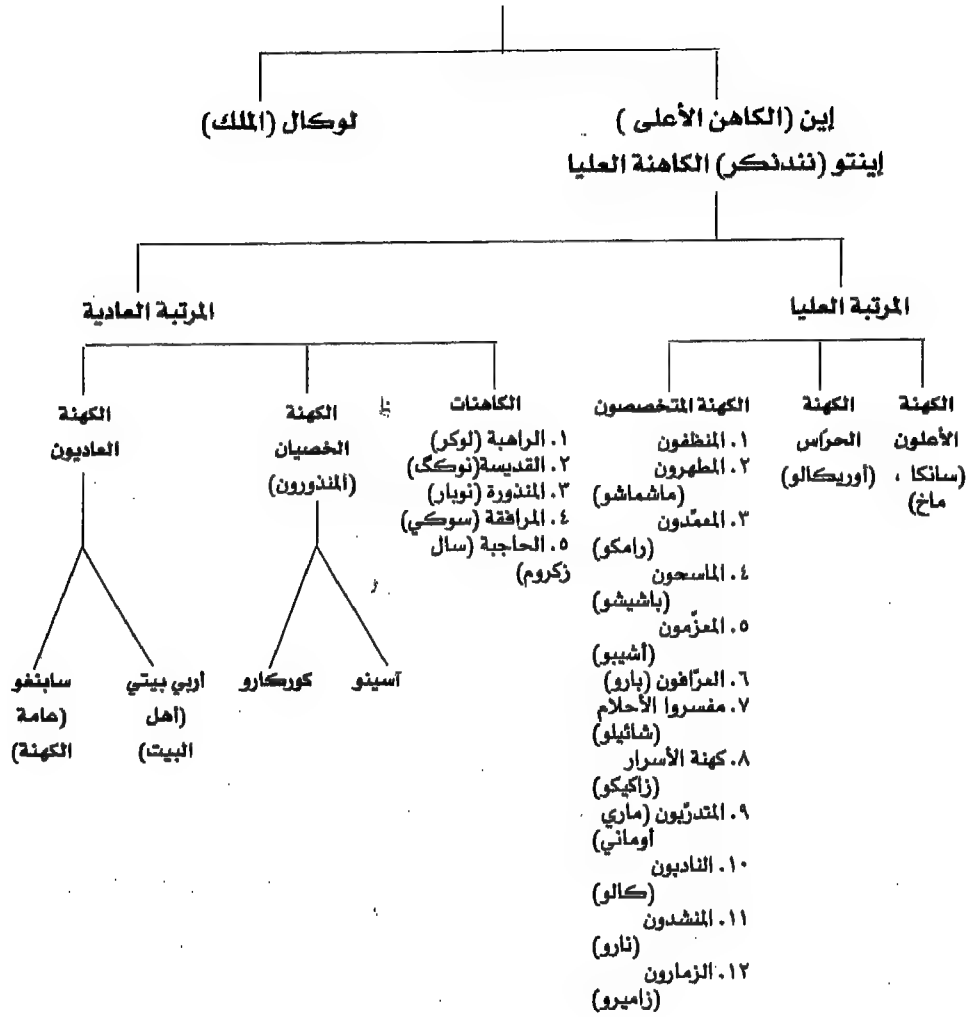 إين (الكاهن الأعلى )
إينتو (نندنكر) الكاهنة العليا
لوكال (الملك)
المرتبة العليا
المرتبة العادية
الكهنة
الأعلون
(سانكا ،
ماخ)
الكهنة
الحرّاس
(أوريكالو)
الكهنة المتخصصون
١. المنظفون
٢. المطهرون
(ماشماشو)
٣. المعمّدون
(رامكو)
٤. الماسحون
(باشيشو)
٥. المعزّمون
(أشيبو)
٦. العرّافون (بارو)
٧. مفسروا الأحلام
(شائيلو)
٨. كهنة الأسرار
(زاكيكو)
٩. المتدرّبون (ماري
أوماني)
١٠. النادبون
(كالو)
١١. المنشدون
(نارو)
١٢. الزمارون
(زاميرو)
الكاهنات
١. الراهبة (لوكر)
٢. القديسة(نوكگ)
٣. المنذورة (نوبار)
٤. المرافقة (سوكي)
٥. الحاجبة (سال
زكروم)
الكهنة
الخصيان
(المنذورون)
آسينو
كوركارو
الكهنة
العاديون
أربي بيتي
(أهل
البيت)
سابنغو
(عامة
الكهنة)